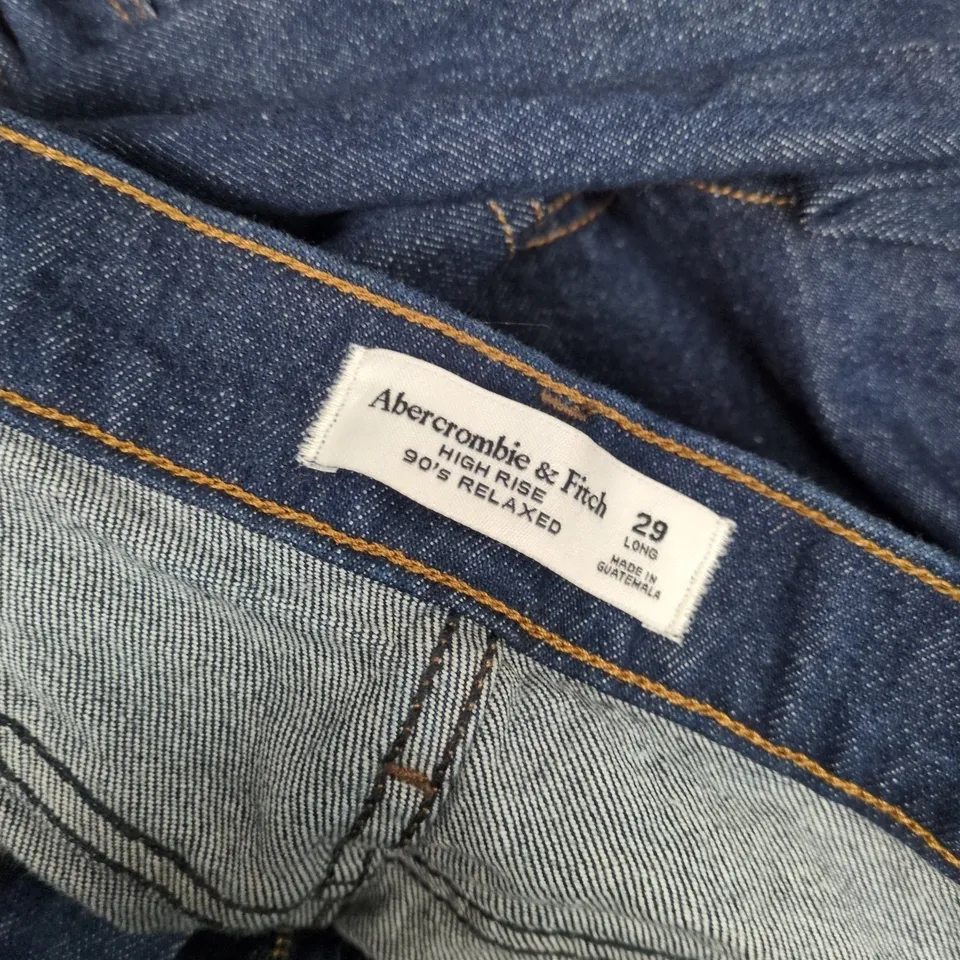 Abercrombie & Fitch
HIGH RISE
90'S RELAXED
29
LONG
MADE IN
GUATEMALA